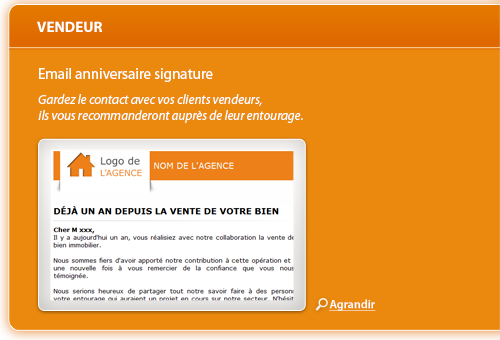 VENDEUR
Email anniversaire signature
Gardez le contact avec vos clients vendeurs,
ils vous recommanderont auprès de leur entourage.
Logo de
L'AGENCE
NOM DE L'AGENCE
DÉJÀ UN AN DEPUIS LA VENTE DE VOTRE BIEN
Cher M xxx,
Il y a aujourd'hui un an, vous réalisiez avec notre collaboration la vente de
bien immobilier.
Nous sommes fiers d'avoir apporté notre contribution à cette opération et
une nouvelle fois à vous remercier de la confiance que vous nous
témoignée.
Nous serions heureux de partager tout notre savoir faire à des person
votre entourage qui auraient un projet en cours sur notre secteur. N'hésit
Agrandir